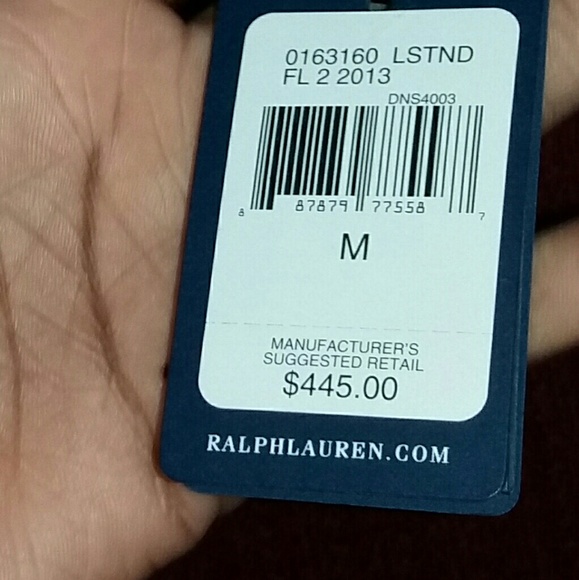 0163160 LSTND
FL 2 2013
DNS4003
8 87879 77558 7
M
MANUFACTURER'S
SUGGESTED RETAIL
$445.00
RALPHLAUREN.COM